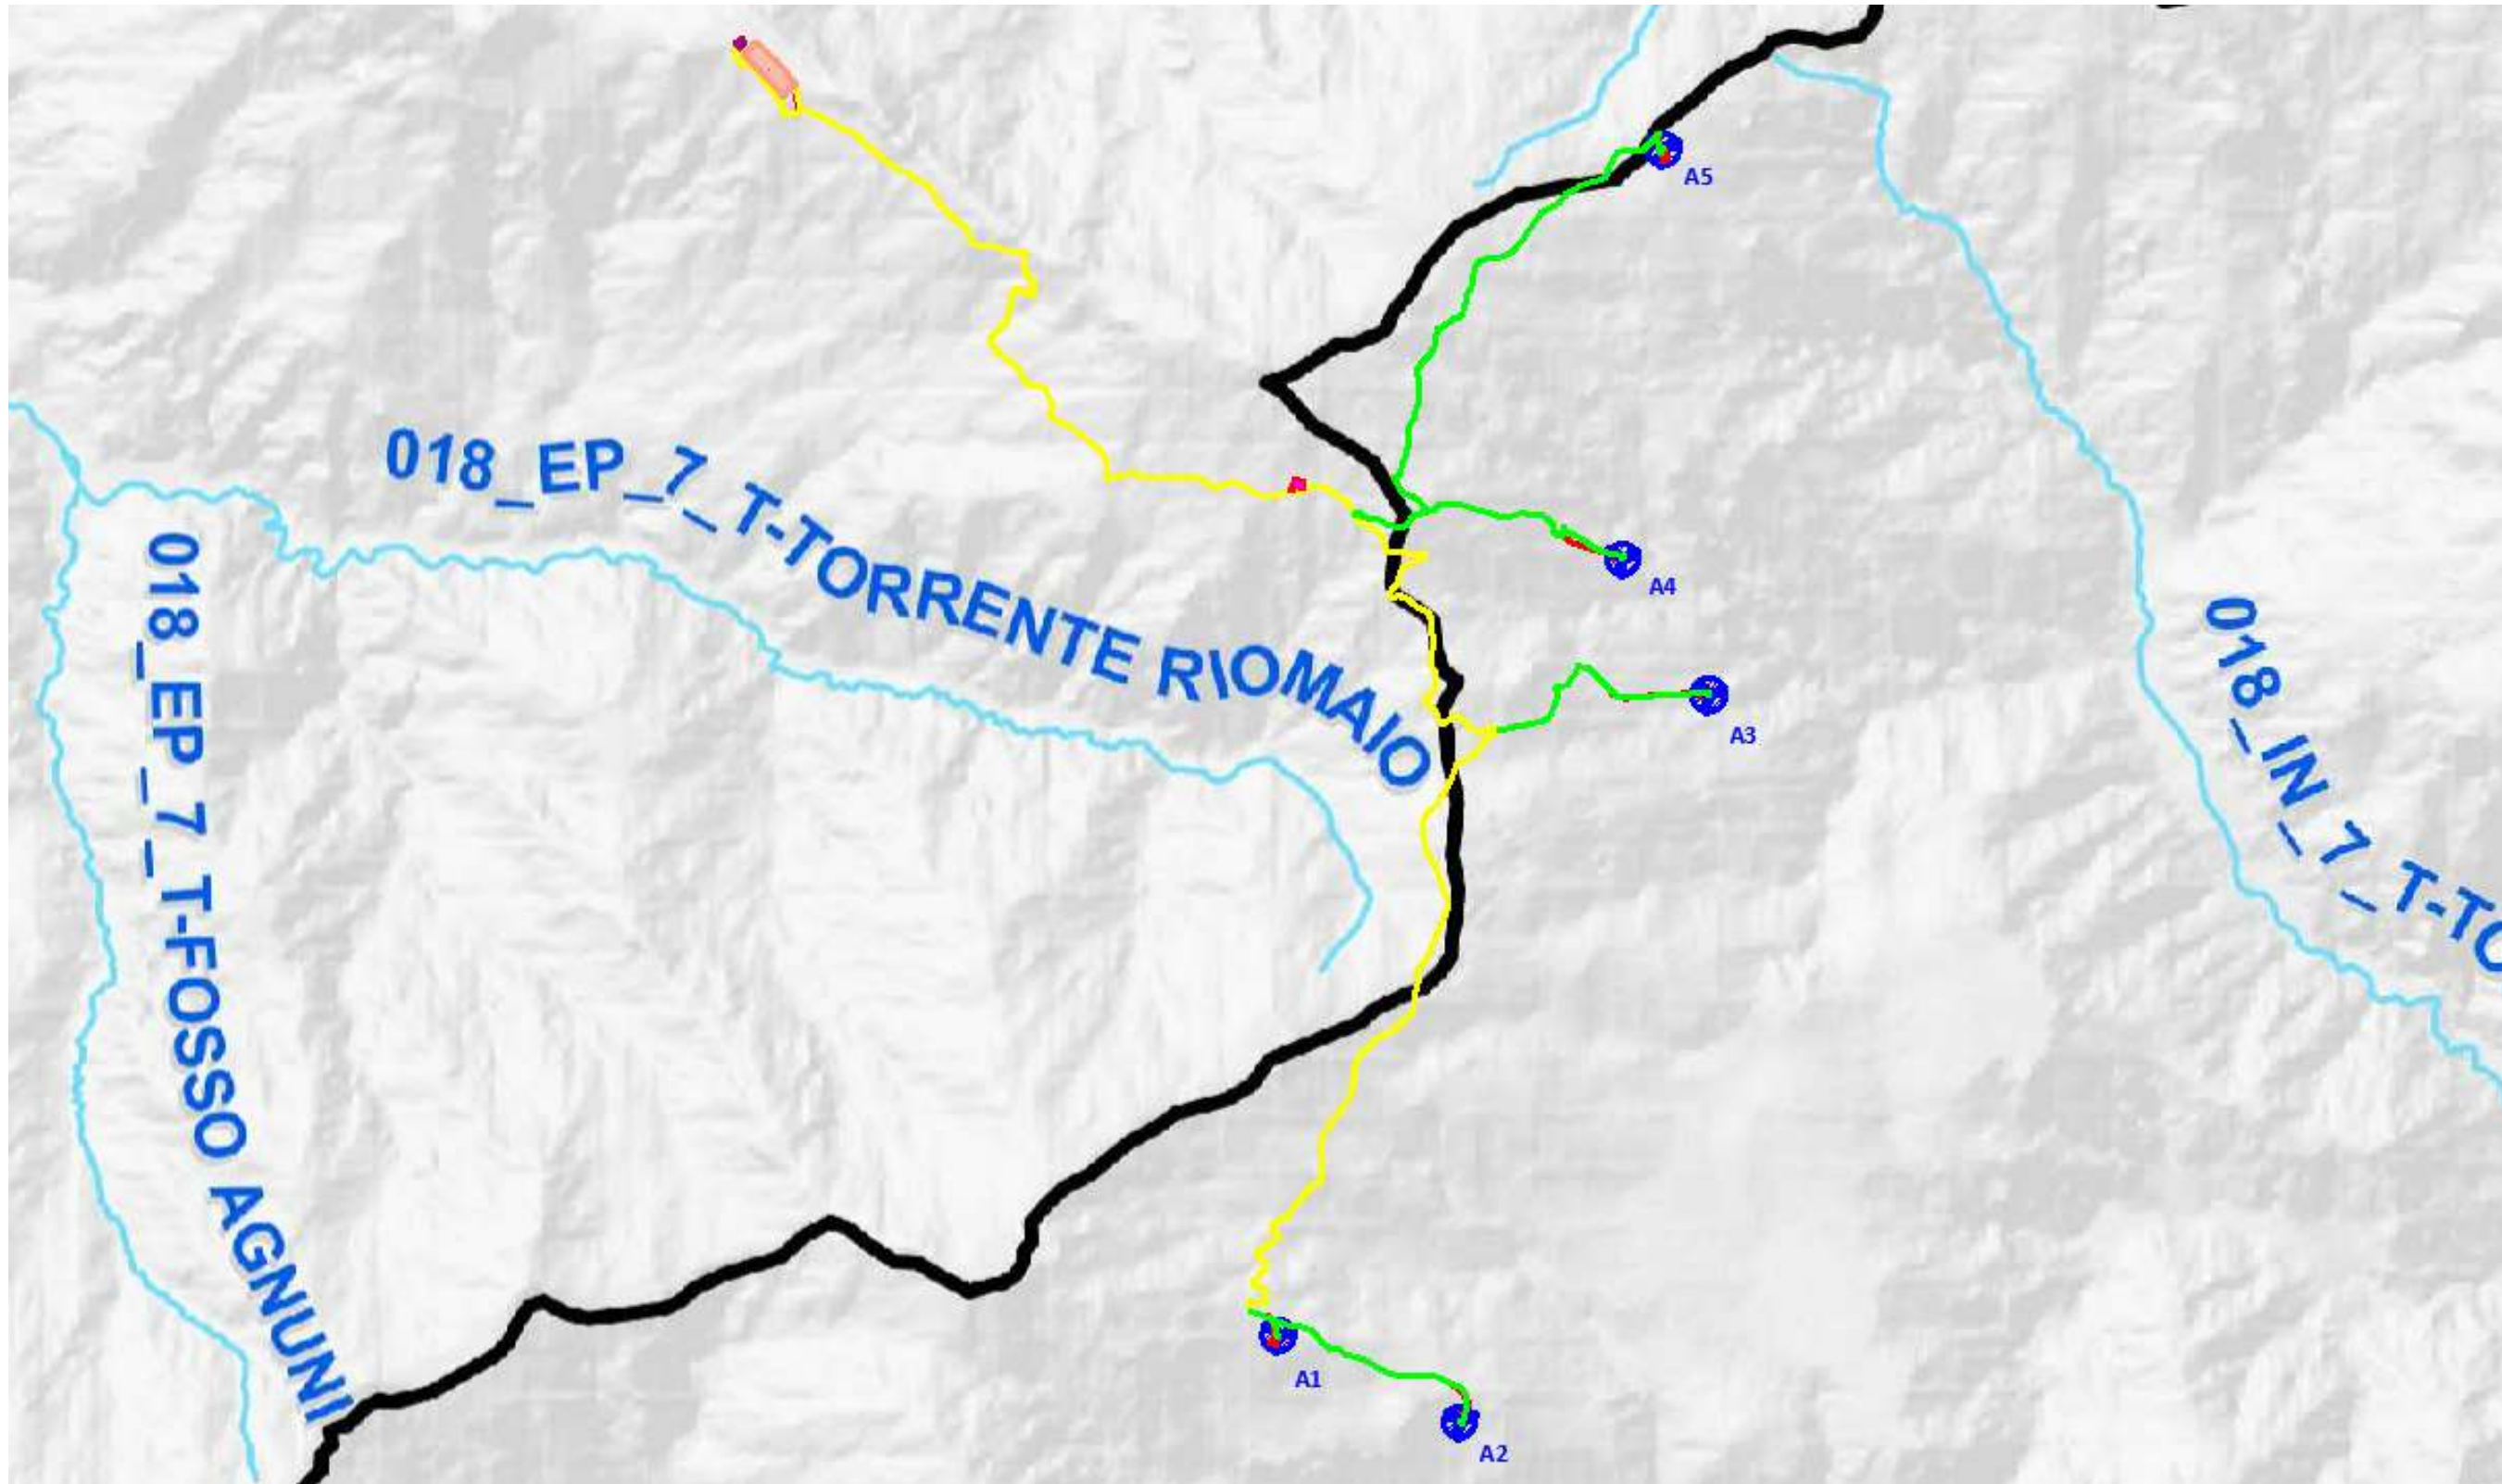 A5
018_EP_7_T-TORRENTE RIOMAIO
A4
A3
018_EP_7_T-FOSSO AGNUNI
018_IN_7_T-TO
A1
A2